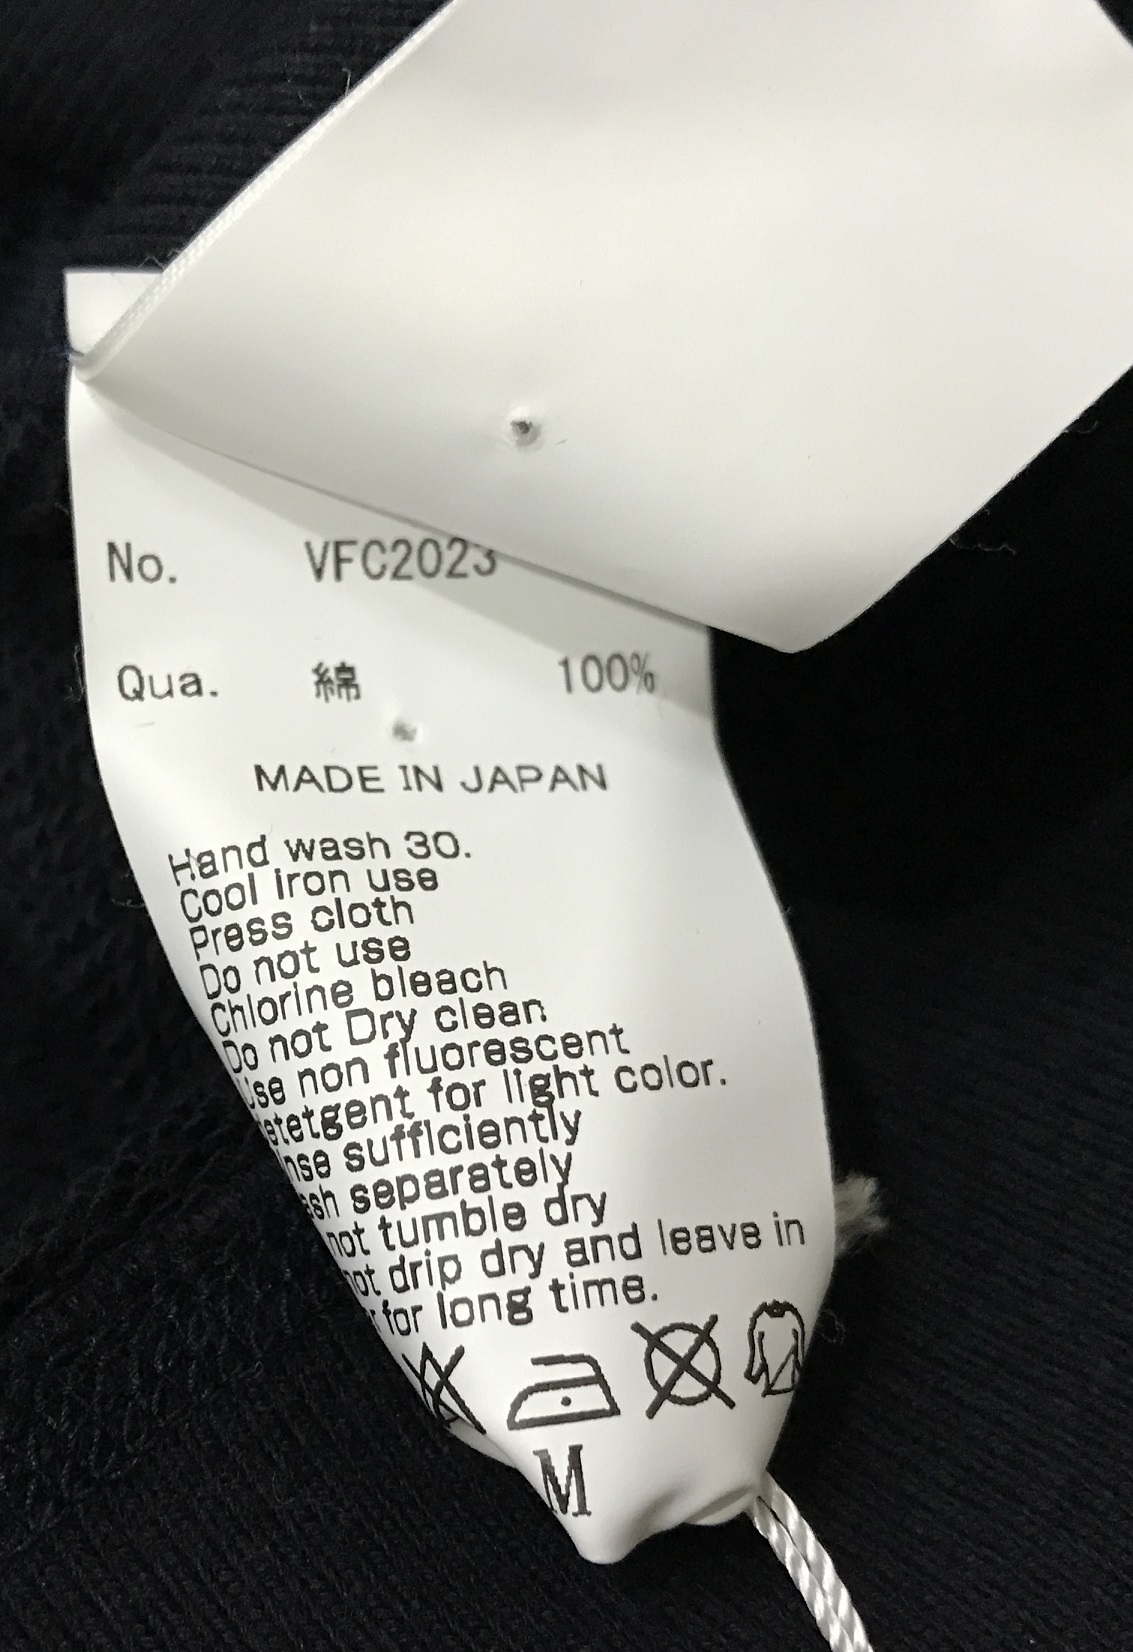 No. VFC2023
Qua. 綿 100%
MADE IN JAPAN
Hand wash 30.
Cool iron use
Press cloth
Do not use
Chlorine bleach
Do not Dry clean
Use non fluorescent
detetgent for light color.
nse sufficiently
ash separately
not tumble dry
not drip dry and leave in
for long time.
M